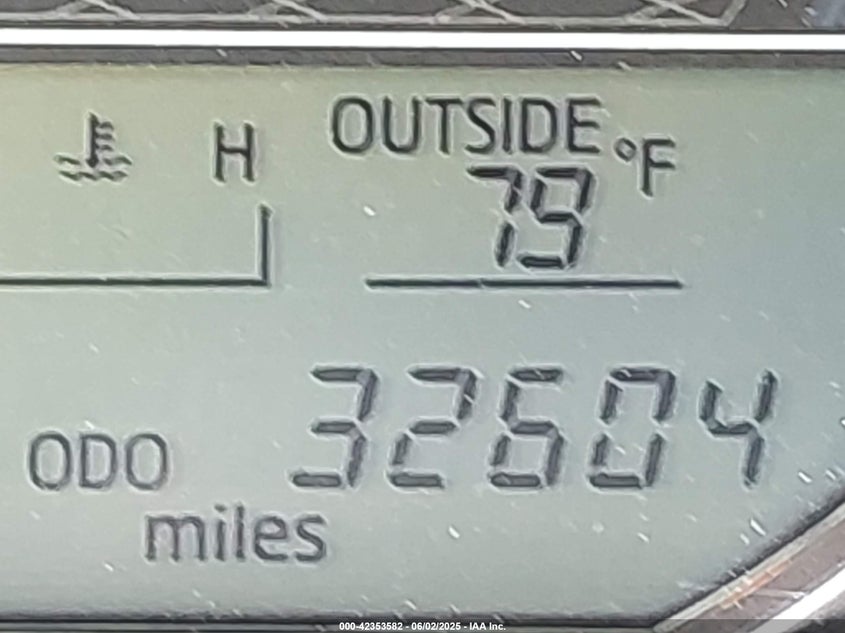 H
OUTSIDE °F
79
ODO 32604
miles
000-42353582 - 06/02/2025 - IAA Inc.